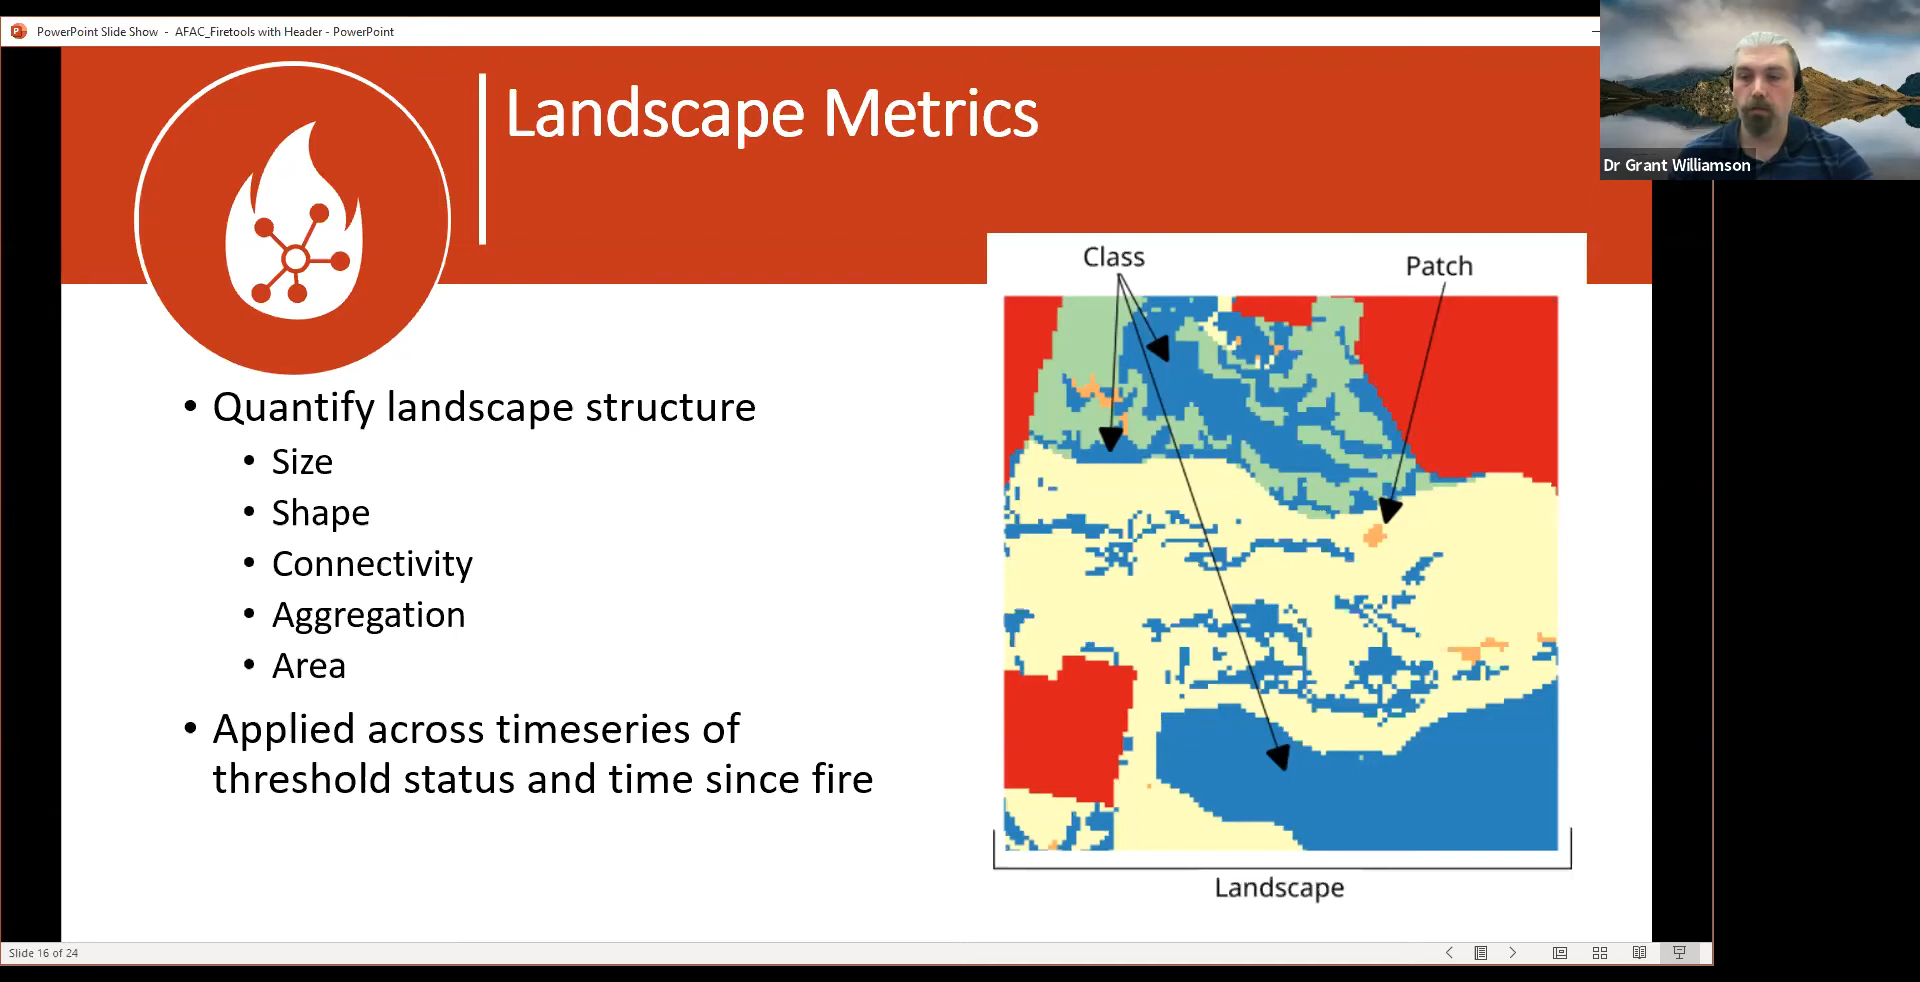 PowerPoint Slide Show - AFAC_Firetools with Header - PowerPoint
Landscape Metrics
Dr Grant Williamson
Class
Patch
• Quantify landscape structure
• Size
• Shape
• Connectivity
• Aggregation
• Area
• Applied across timeseries of
threshold status and time since fire
Landscape
Slide 16 of 24